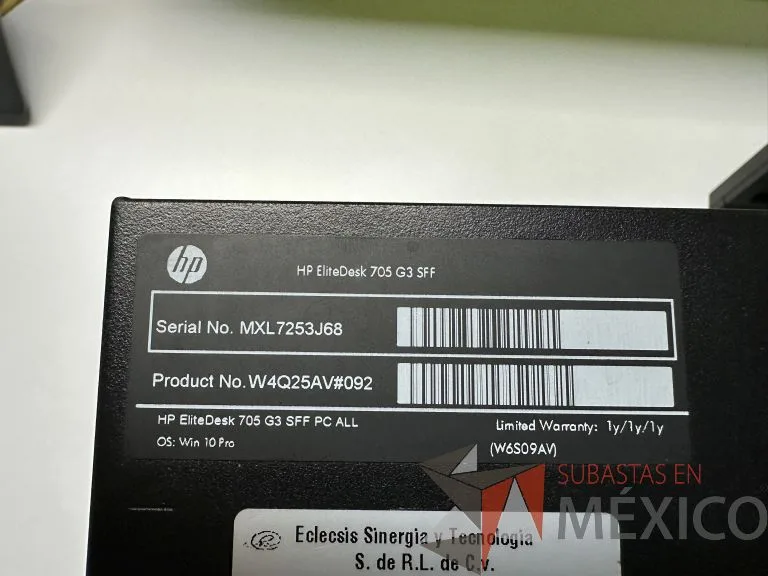 hp
HP EliteDesk 705 G3 SFF
Serial No. MXL7253J68
Product No. W4Q25AV#092
HP EliteDesk 705 G3 SFF PC ALL
Limited Warranty: 1y/1y/1y
OS: Win 10 Pro
(W6S09AV)
SUBASTAS EN
MÉXICO
Eclecsis Sinergia y Tecnologia
S. de R.L. de C.v.